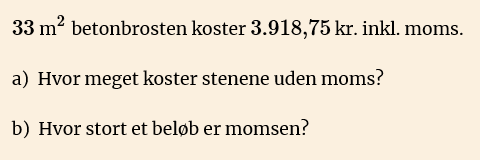 33 m² betonbrosten koster 3.918,75 kr. inkl. moms.
a) Hvor meget koster stenene uden moms?
b) Hvor stort et beløb er momsen?